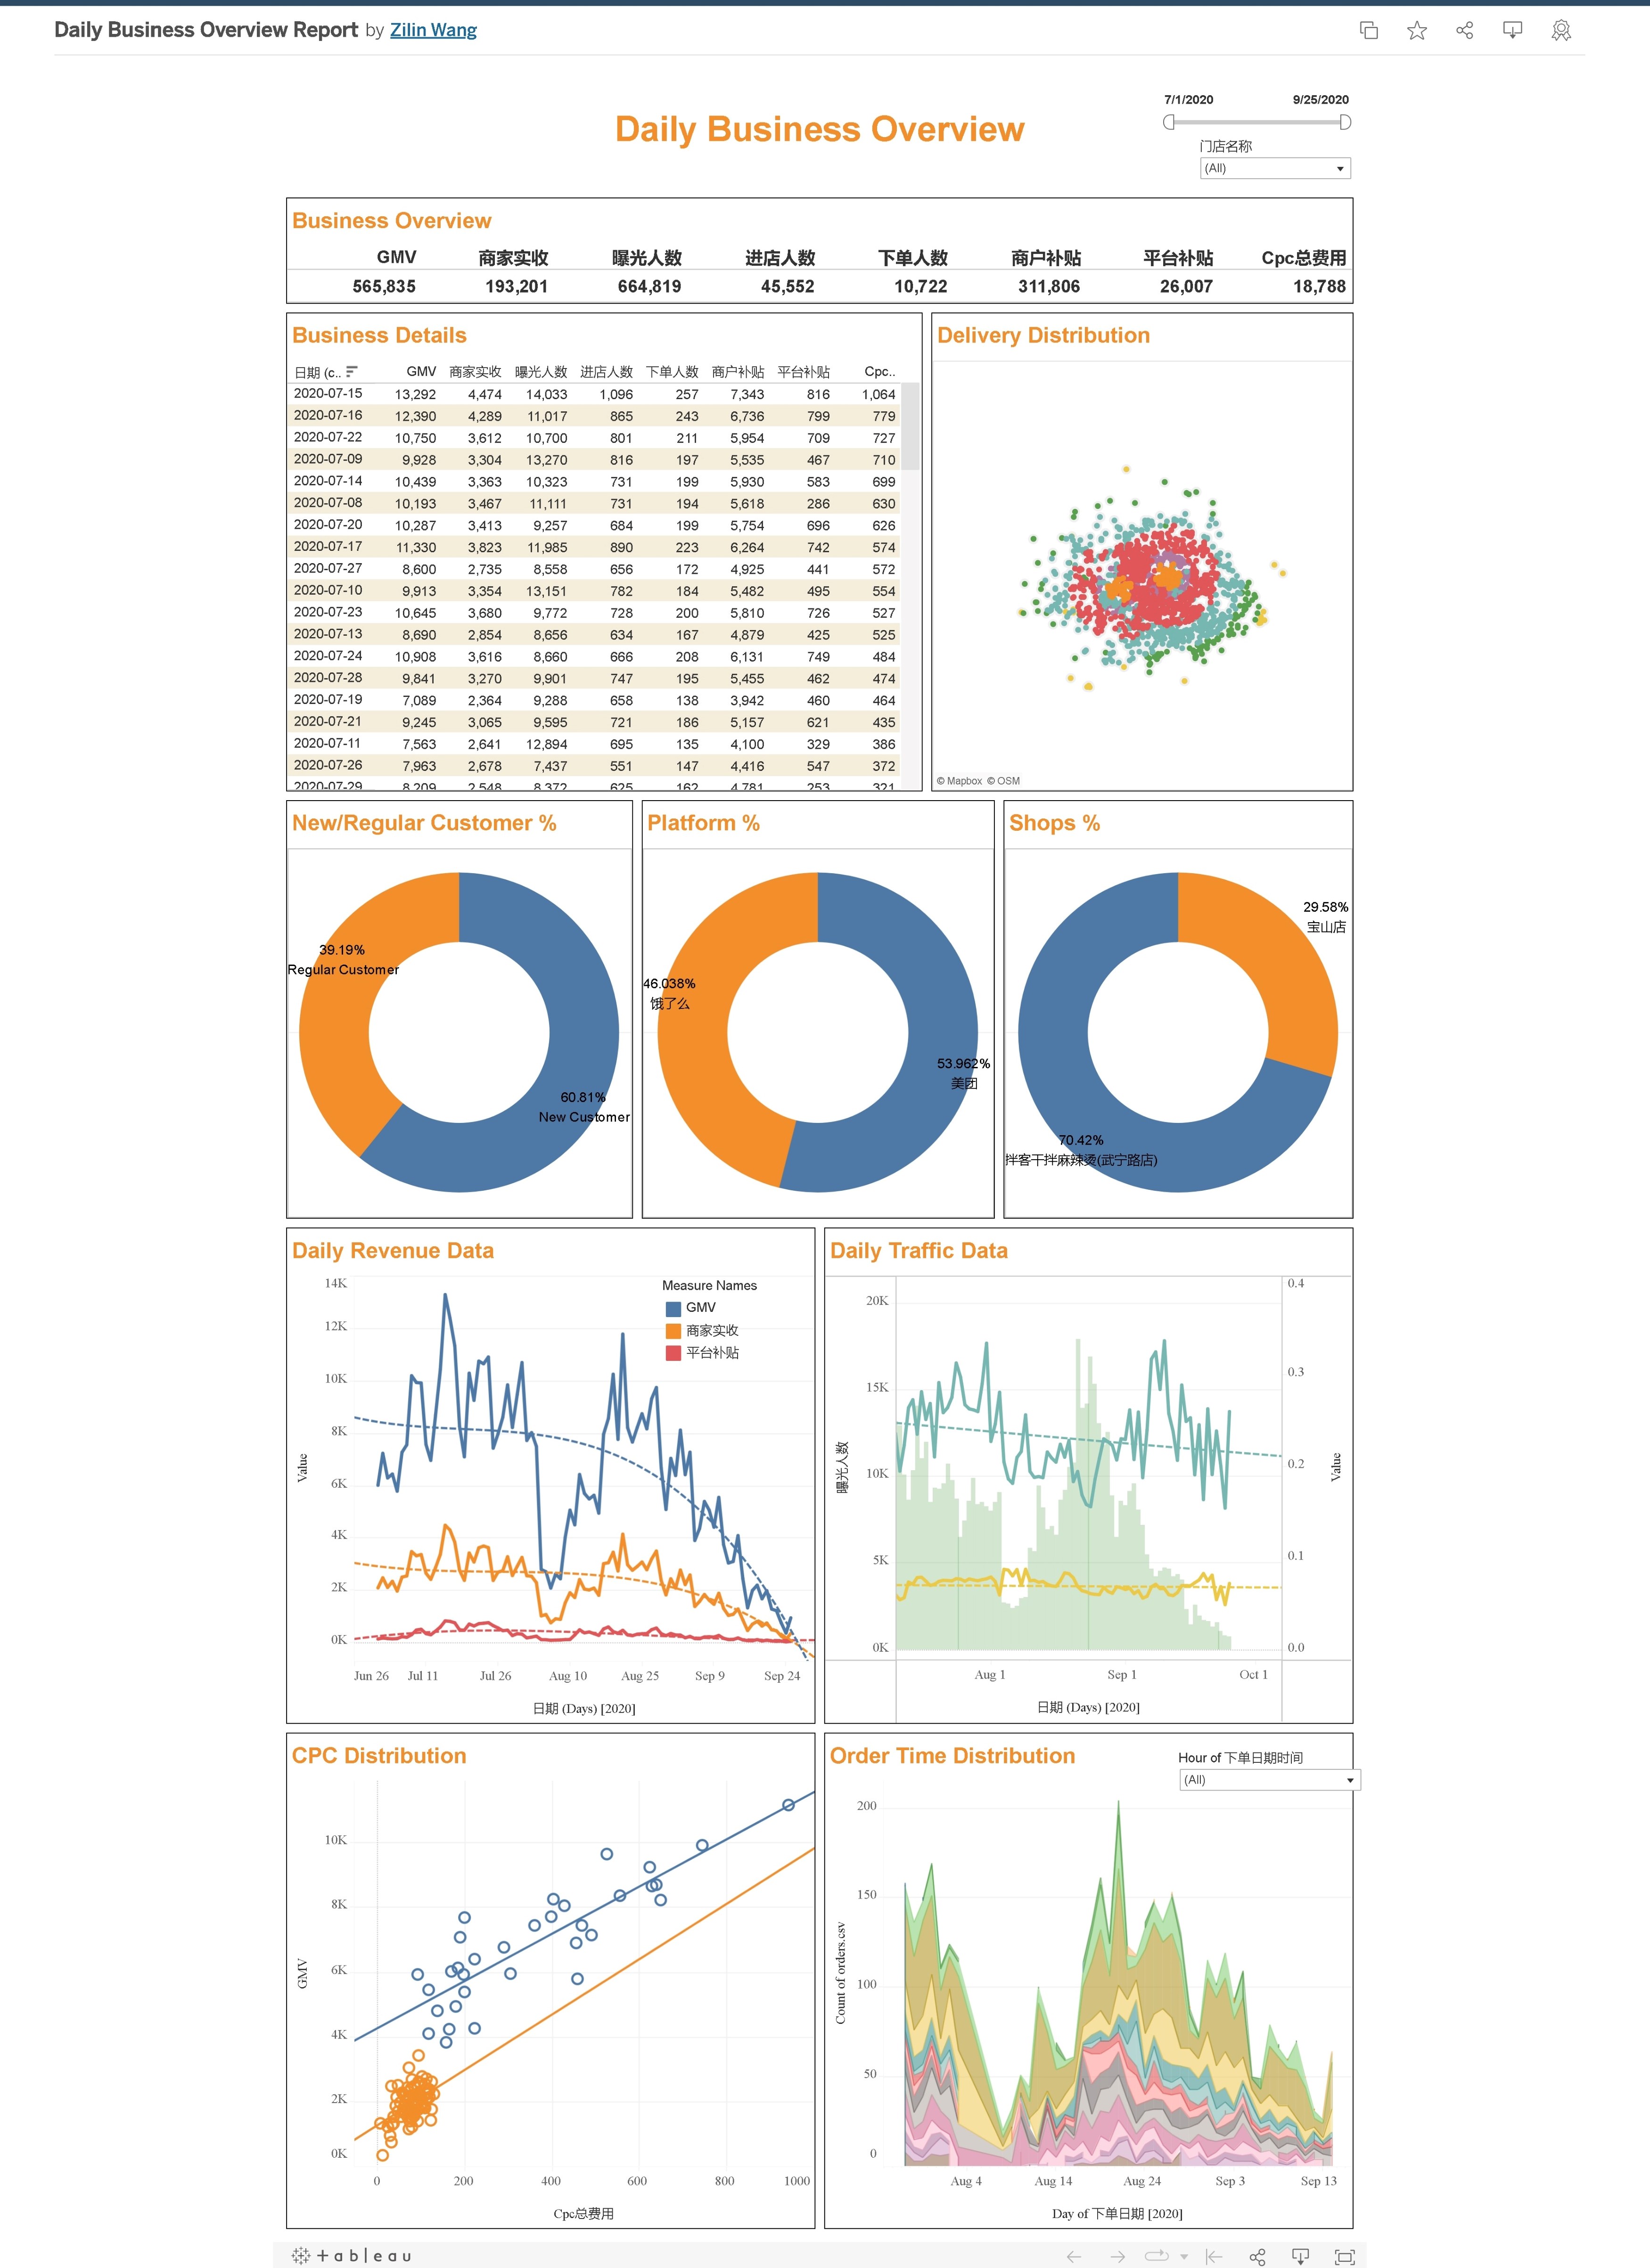 Daily Business Overview Report by Zilin Wang
Daily Business Overview
7/1/2020 9/25/2020
门店名称
(All)
Business Overview
GMV 商家实收 曝光人数 进店人数 下单人数 商户补贴 平台补贴 Cpc总费用
565,835 193,201 664,819 45,552 10,722 311,806 26,007 18,788
Business Details
日期 (c.. GMV 商家实收 曝光人数 进店人数 下单人数 商户补贴 平台补贴 Cpc..
2020-07-15 13,292 4,474 14,033 1,096 257 7,343 816 1,064
2020-07-16 12,390 4,289 11,017 865 243 6,736 799 779
2020-07-22 10,750 3,612 10,700 801 211 5,954 709 727
2020-07-09 9,928 3,304 13,270 816 197 5,535 467 710
2020-07-14 10,439 3,363 10,323 731 199 5,930 583 699
2020-07-08 10,193 3,467 11,111 731 194 5,618 286 630
2020-07-20 10,287 3,413 9,257 684 199 5,754 696 626
2020-07-17 11,330 3,823 11,985 890 223 6,264 742 574
2020-07-27 8,600 2,735 8,558 656 172 4,925 441 572
2020-07-10 9,913 3,354 13,151 782 184 5,482 495 554
2020-07-23 10,645 3,680 9,772 728 200 5,810 726 527
2020-07-13 8,690 2,854 8,656 634 167 4,879 425 525
2020-07-24 10,908 3,616 8,660 666 208 6,131 749 484
2020-07-28 9,841 3,270 9,901 747 195 5,455 462 474
2020-07-19 7,089 2,364 9,288 658 138 3,942 460 464
2020-07-21 9,245 3,065 9,595 721 186 5,157 621 435
2020-07-11 7,563 2,641 12,894 695 135 4,100 329 386
2020-07-26 7,963 2,678 7,437 551 147 4,416 547 372
2020-07-29 8,209 2,548 8,372 625 162 4,781 253 321
Delivery Distribution
© Mapbox © OSM
New/Regular Customer %
39.19%
Regular Customer
60.81%
New Customer
Platform %
46.038%
饿了么
53.962%
美团
Shops %
29.58%
宝山店
70.42%
拌客干拌麻辣烫(武宁路店)
Daily Revenue Data
Measure Names
GMV
商家实收
平台补贴
14K
12K
10K
8K
6K
4K
2K
0K
Value
Jun 26 Jul 11 Jul 26 Aug 10 Aug 25 Sep 9 Sep 24
日期 (Days) [2020]
Daily Traffic Data
20K
15K
10K
5K
0K
曝光人数
0.4
0.3
0.2
0.1
0.0
Value
Aug 1 Sep 1 Oct 1
日期 (Days) [2020]
CPC Distribution
10K
8K
6K
4K
2K
0K
GMV
0 200 400 600 800 1000
Cpc总费用
Order Time Distribution
Hour of 下单日期时间
(All)
200
150
100
50
0
Count of orders.csv
Aug 4 Aug 14 Aug 24 Sep 3 Sep 13
Day of 下单日期 [2020]
+ableau